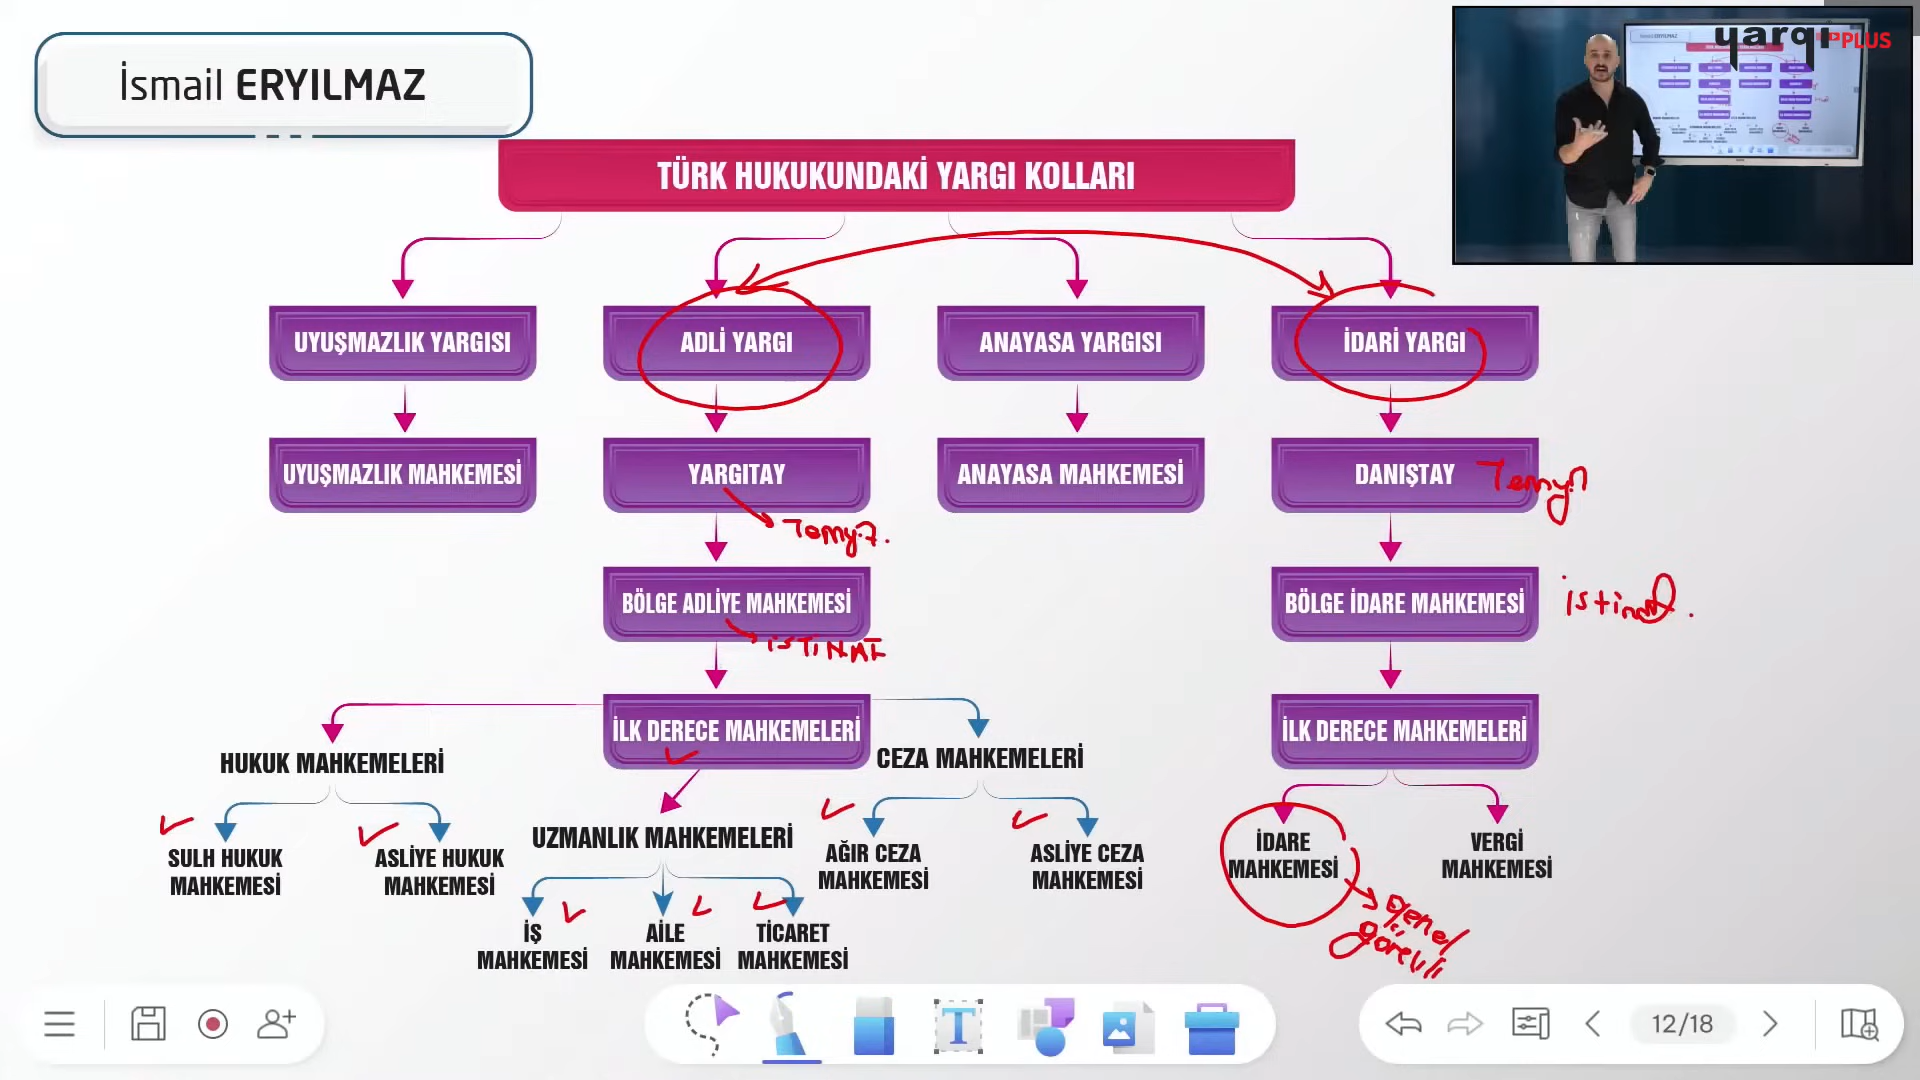 İsmail ERYILMAZ
yargı PLUS
TÜRK HUKUKUNDAKİ YARGI KOLLARI
UYUŞMAZLIK YARGISI
ADLİ YARGI
ANAYASA YARGISI
İDARİ YARGI
UYUŞMAZLIK MAHKEMESİ
YARGITAY
ANAYASA MAHKEMESİ
DANIŞTAY
Temyiz
Temyiz.
BÖLGE ADLİYE MAHKEMESİ
BÖLGE İDARE MAHKEMESİ
istinaf.
İSTİNAF
İLK DERECE MAHKEMELERİ
İLK DERECE MAHKEMELERİ
HUKUK MAHKEMELERİ
CEZA MAHKEMELERİ
UZMANLIK MAHKEMELERİ
SULH HUKUK
MAHKEMESİ
ASLİYE HUKUK
MAHKEMESİ
AĞIR CEZA
MAHKEMESİ
ASLİYE CEZA
MAHKEMESİ
İDARE
MAHKEMESİ
VERGİ
MAHKEMESİ
İŞ
MAHKEMESİ
AİLE
MAHKEMESİ
TİCARET
MAHKEMESİ
genel
görevli
12/18